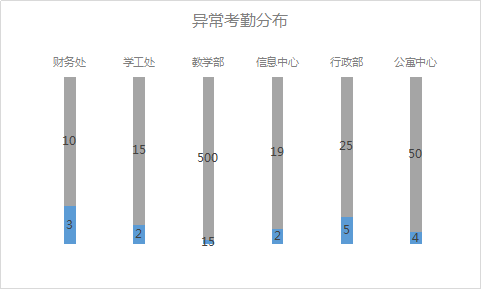 异常考勤分布
财务处 学工处 教学部 信息中心 行政部 公寓中心
10 15 500 19 25 50
3 2 15 2 5 4